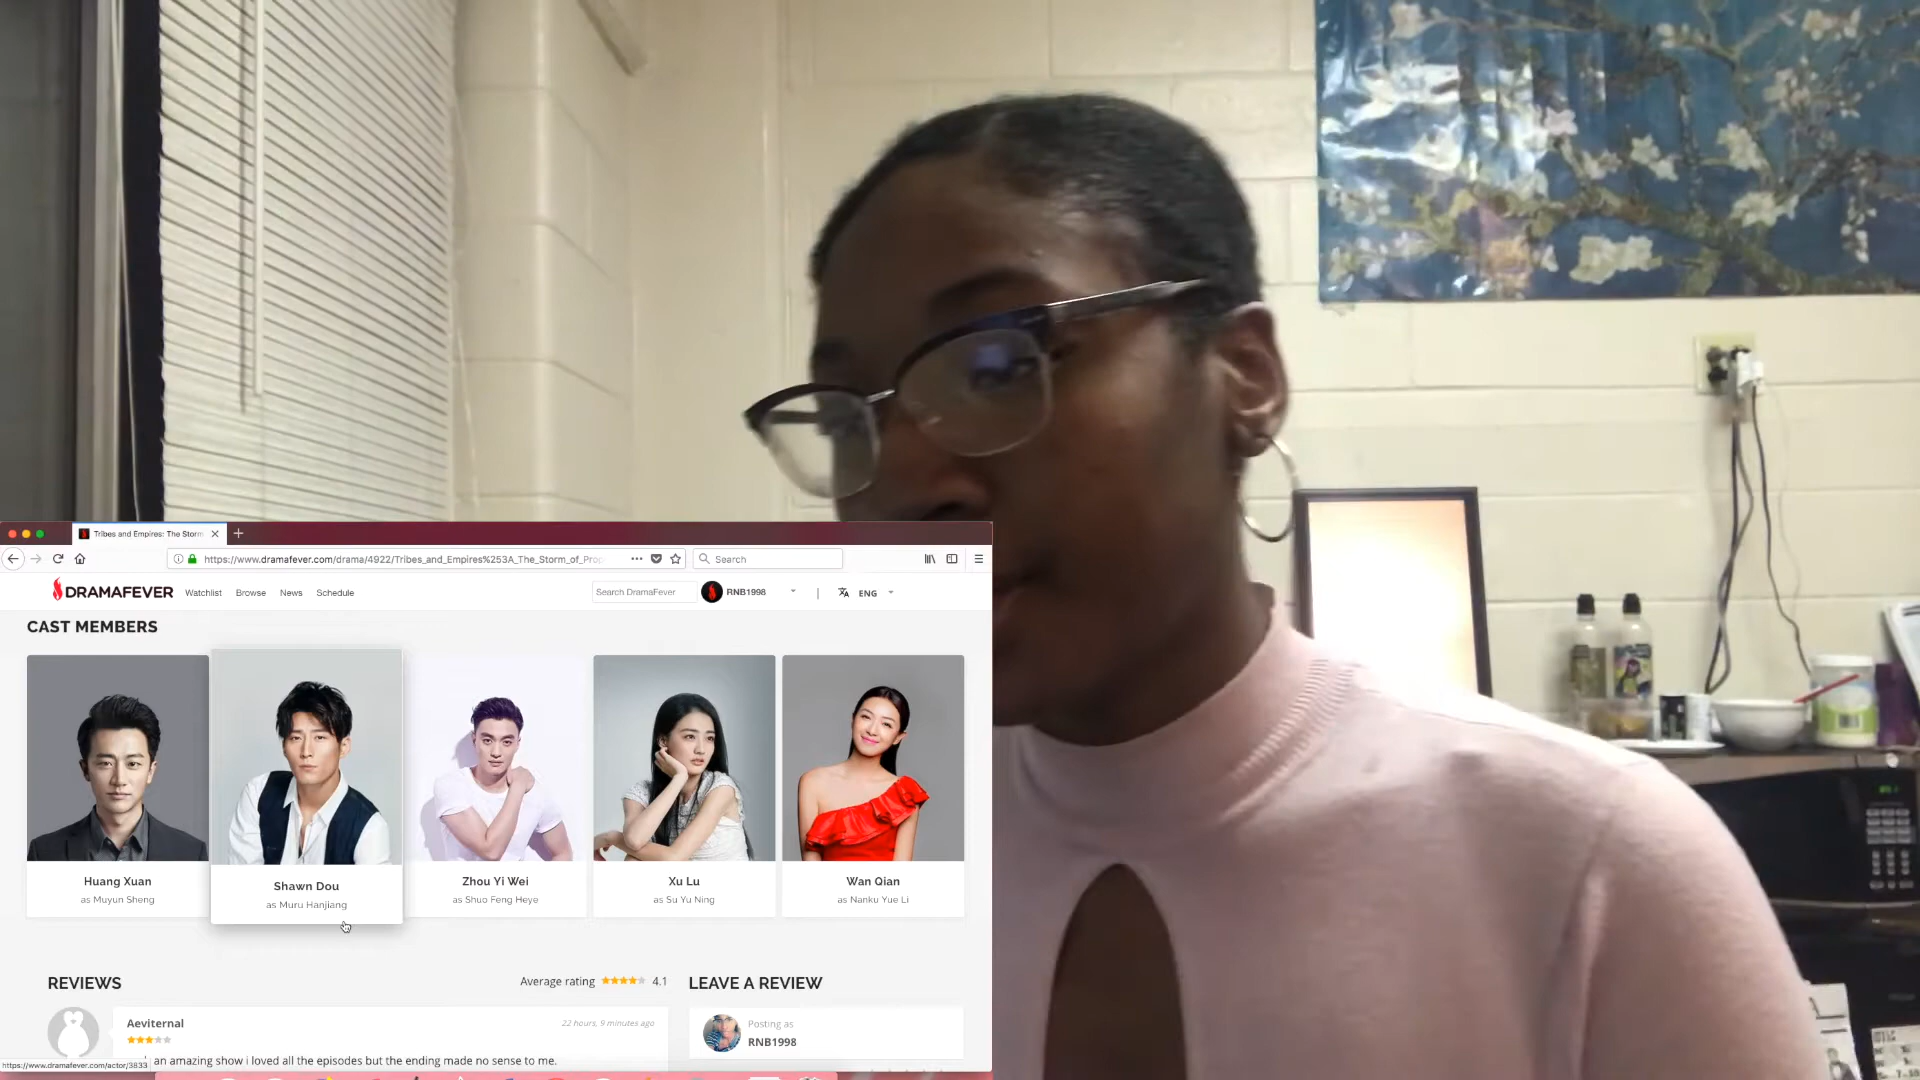 Tribes and Empires: The Storm
https://www.dramafever.com/drama/4922/Tribes_and_Empires%253A_The_Storm_of_Prop
Search
DRAMAFEVER
Watchlist
Browse
News
Schedule
Search DramaFever
RNB1998
ENG
CAST MEMBERS
Huang Xuan
as Muyun Sheng
Shawn Dou
as Muru Hanjiang
Zhou Yi Wei
as Shuo Feng Heye
Xu Lu
as Su Yu Ning
Wan Qian
as Nanku Yue Li
REVIEWS
Average rating 4.1
LEAVE A REVIEW
Aeviternal
22 hours, 9 minutes ago
an amazing show i loved all the episodes but the ending made no sense to me.
Posting as
RNB1998
https://www.dramafever.com/actor/3833